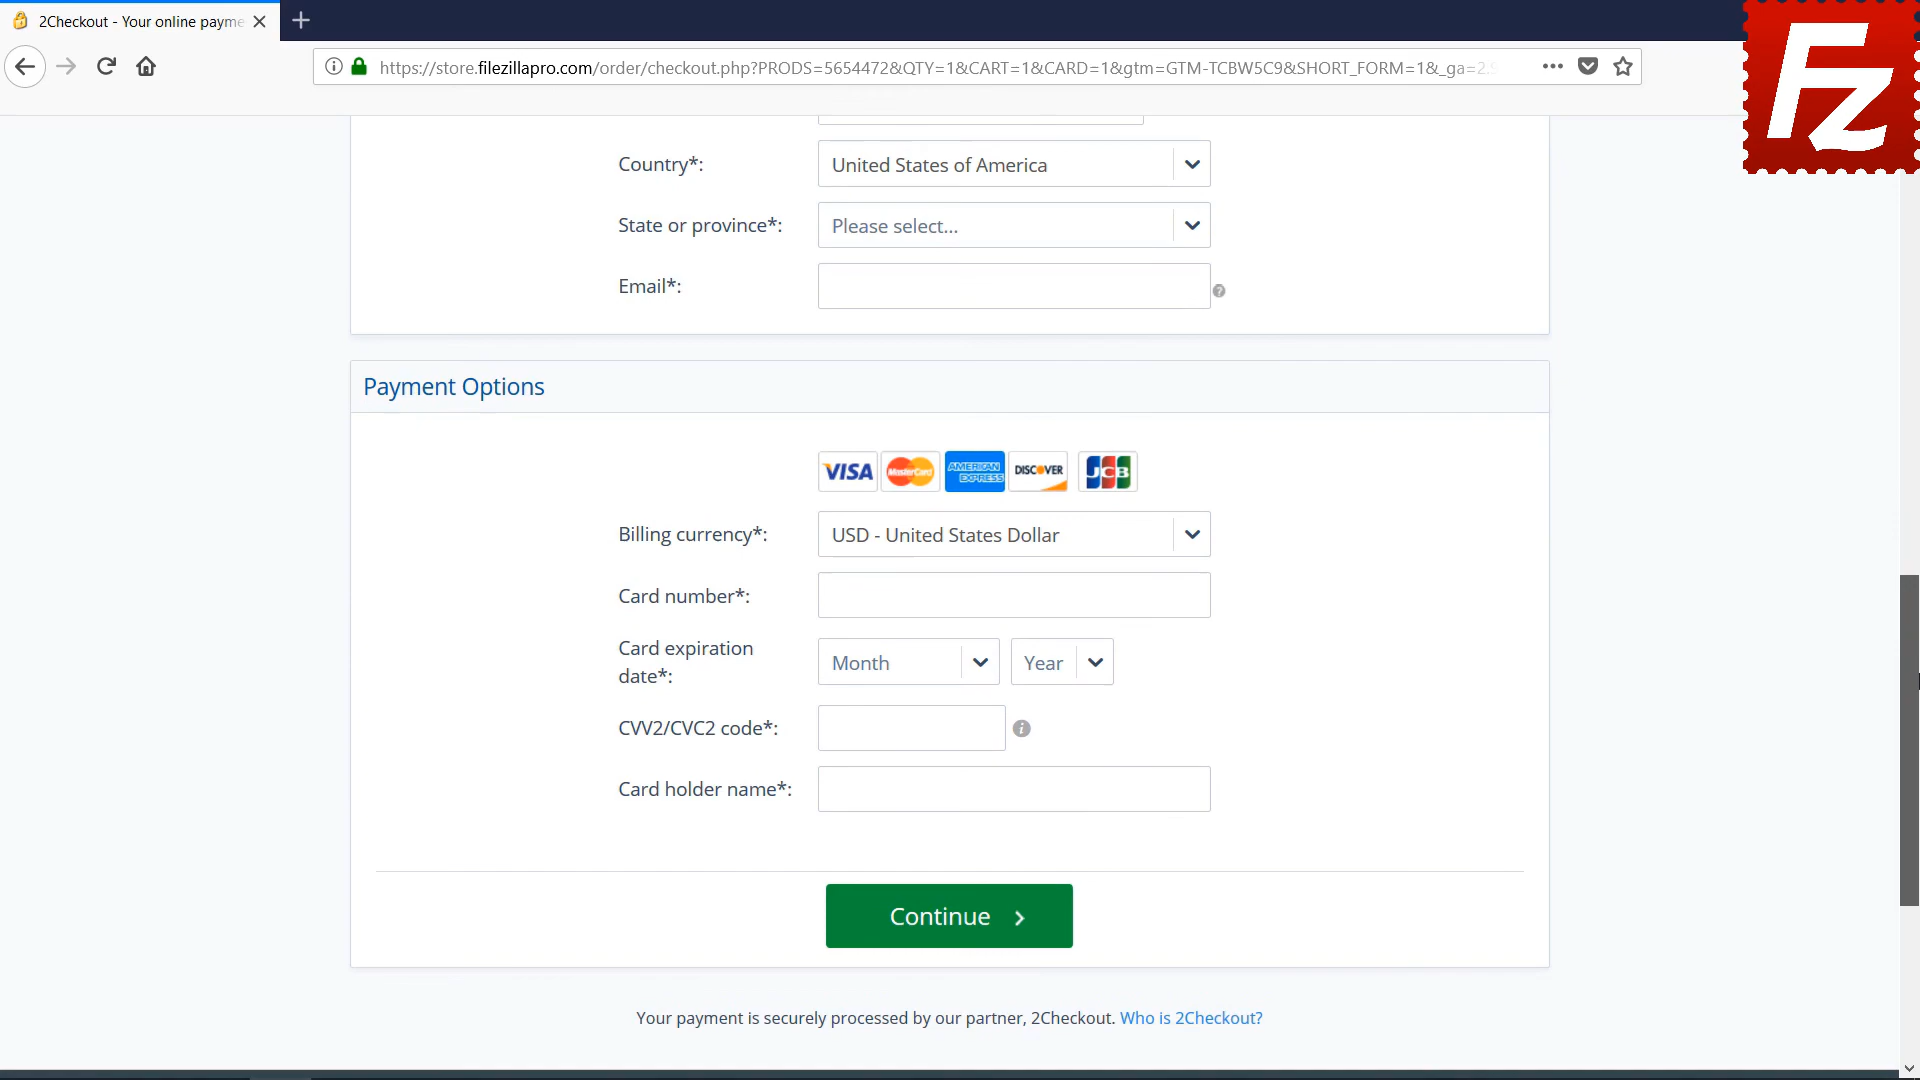 2Checkout - Your online payme
https://store.filezillapro.com/order/checkout.php?PRODS=5654472&QTY=1&CART=1&CARD=1&gtm=GTM-TCBW5C9&SHORT_FORM=1&_ga=2.9
Fz
Country*:
United States of America
State or province*:
Please select...
Email*:
?
Payment Options
VISA MasterCard AMERICAN EXPRESS DISCOVER JCB
Billing currency*:
USD - United States Dollar
Card number*:
Card expiration
date*:
Month
Year
CVV2/CVC2 code*:
i
Card holder name*:
Continue
Your payment is securely processed by our partner, 2Checkout. Who is 2Checkout?